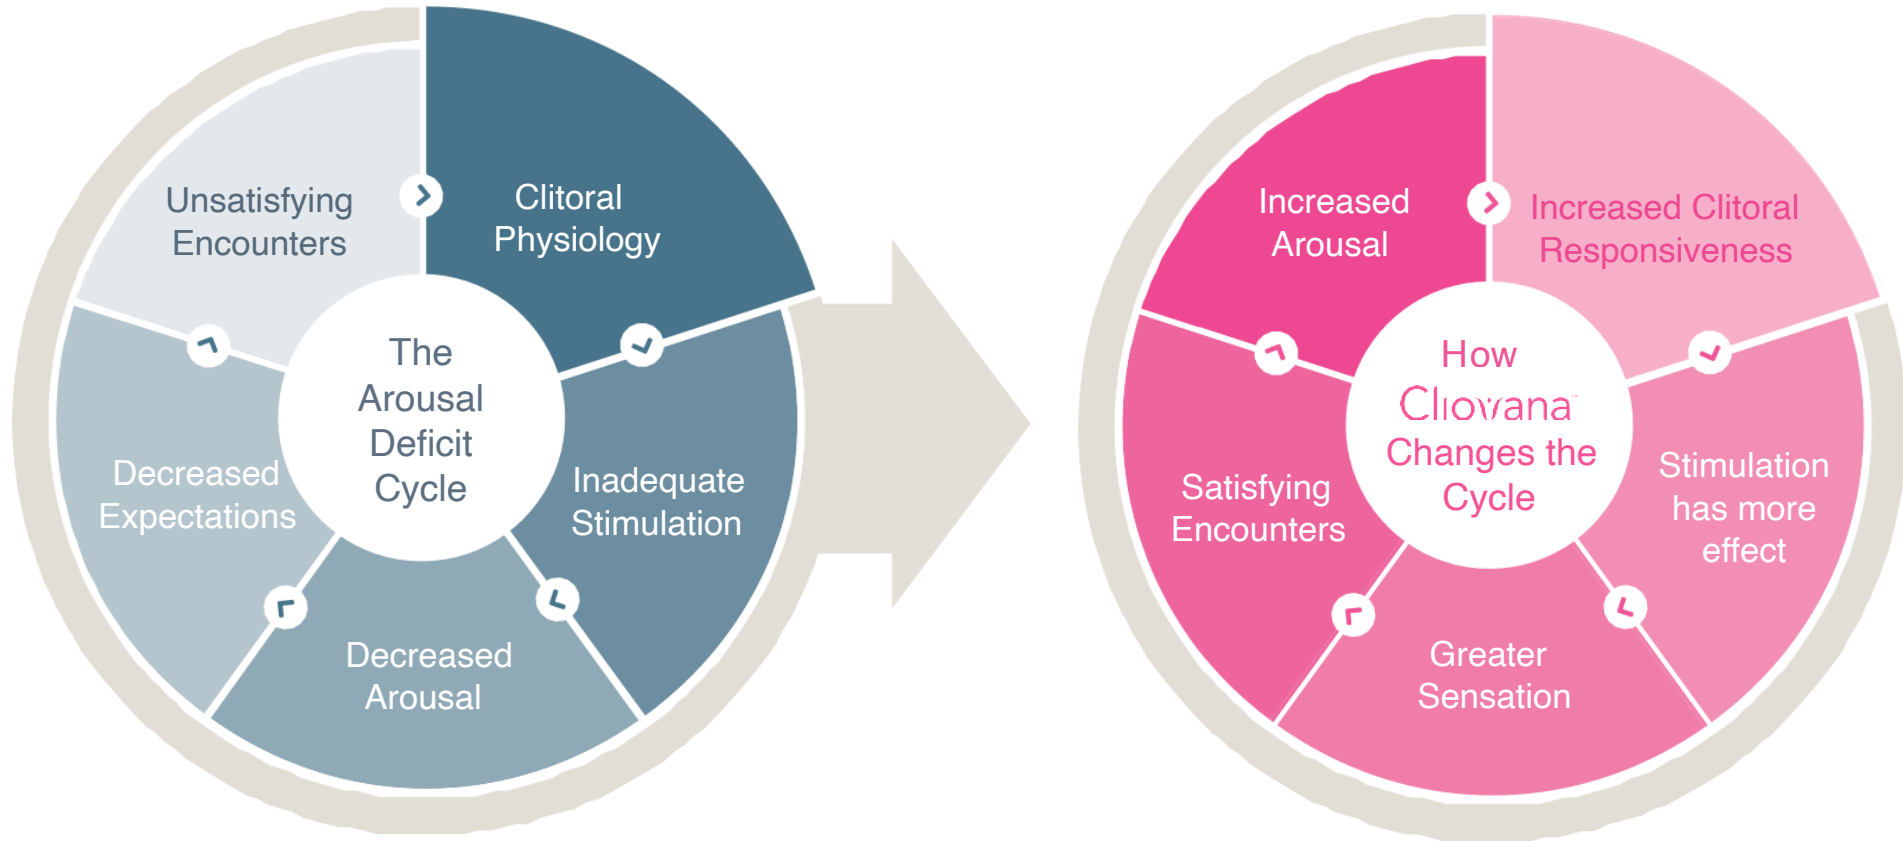 Unsatisfying
Encounters
Clitoral
Physiology
The
Arousal
Deficit
Cycle
Decreased
Expectations
Inadequate
Stimulation
Decreased
Arousal
Increased
Arousal
Increased Clitoral
Responsiveness
How
Cliovana
Changes the
Cycle
Satisfying
Encounters
Stimulation
has more
effect
Greater
Sensation